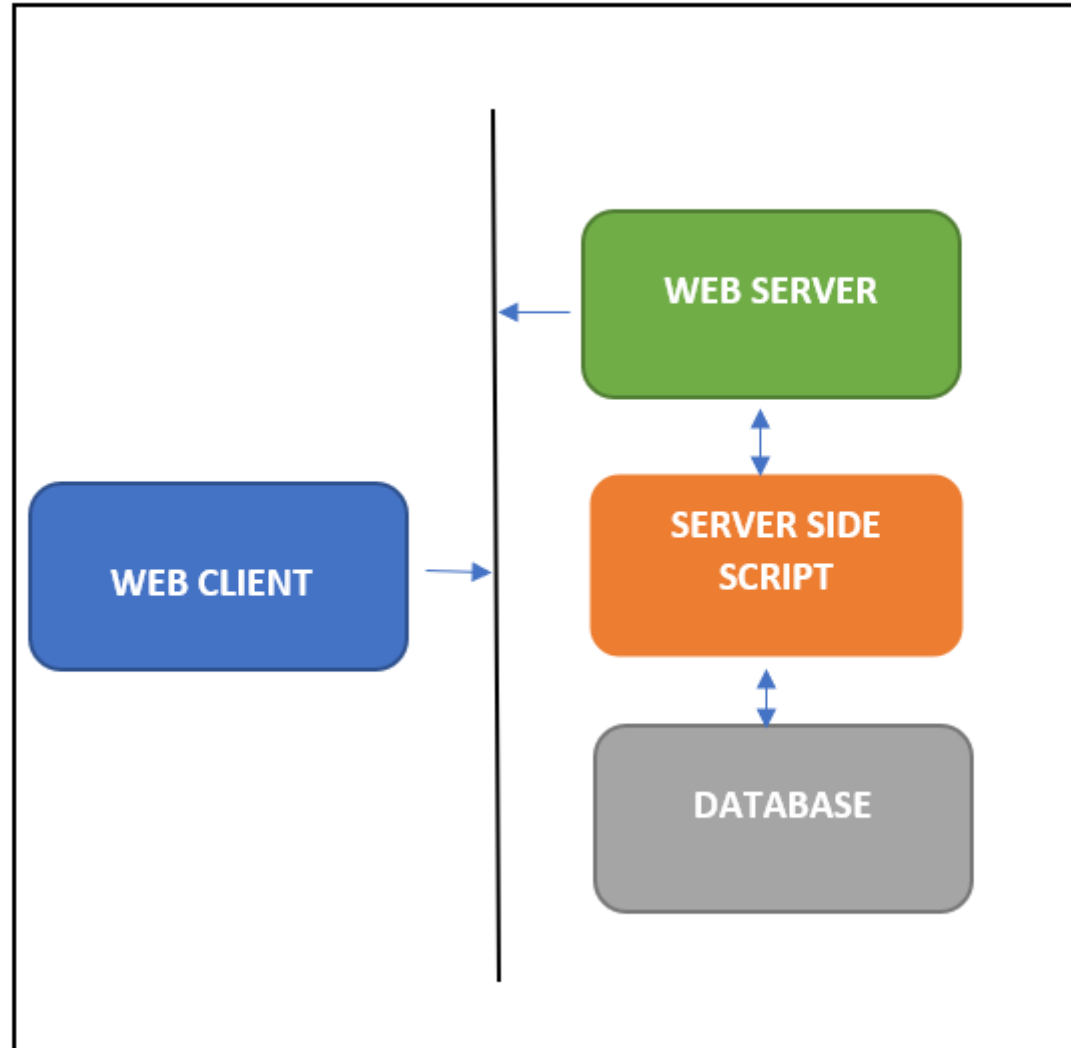 WEB SERVER
WEB CLIENT
SERVER SIDE
SCRIPT
DATABASE